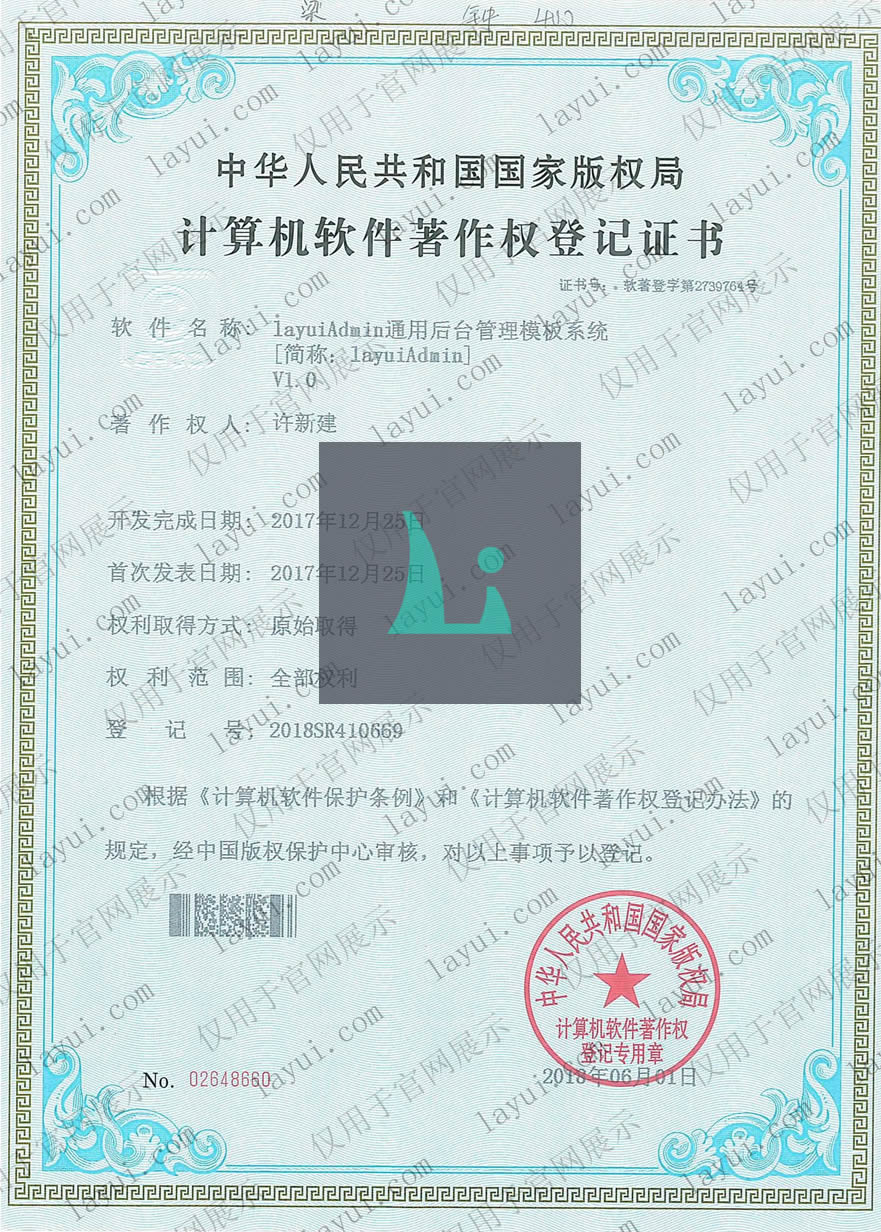 梁
中华人民共和国国家版权局
计算机软件著作权登记证书
证书号：软著登字第2739764号
软件名称：layuiAdmin通用后台管理模板系统
[简称：layuiAdmin]
V1.0
著作权人：许新建
开发完成日期：2017年12月25日
首次发表日期：2017年12月25日
权利取得方式：原始取得
权利范围：全部权利
登记号：2018SR410669
根据《计算机软件保护条例》和《计算机软件著作权登记办法》的
规定，经中国版权保护中心审核，对以上事项予以登记。
中华人民共和国国家版权局
计算机软件著作权
登记专用章
No. 02648660
2018年06月01日
仅用于官网展示 layui.com